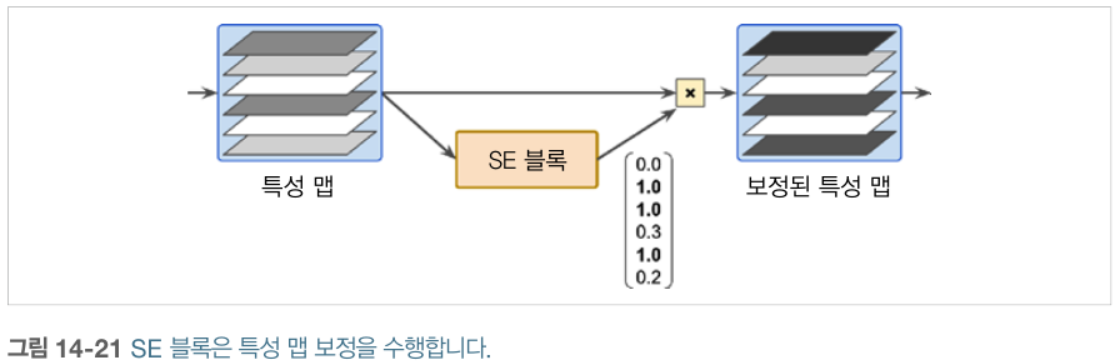 SE 블록
×
0.0
1.0
1.0
0.3
1.0
0.2
특성 맵
보정된 특성 맵
그림 14-21 SE 블록은 특성 맵 보정을 수행합니다.